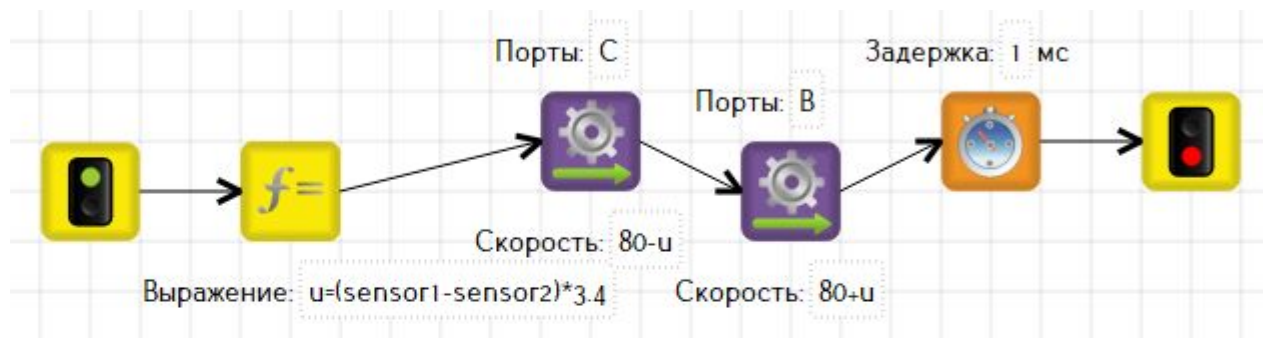 Порты: C
Задержка: 1 мс
Порты: B
f=
Скорость: 80-u
Выражение: u=(sensor1-sensor2)*3.4
Скорость: 80+u